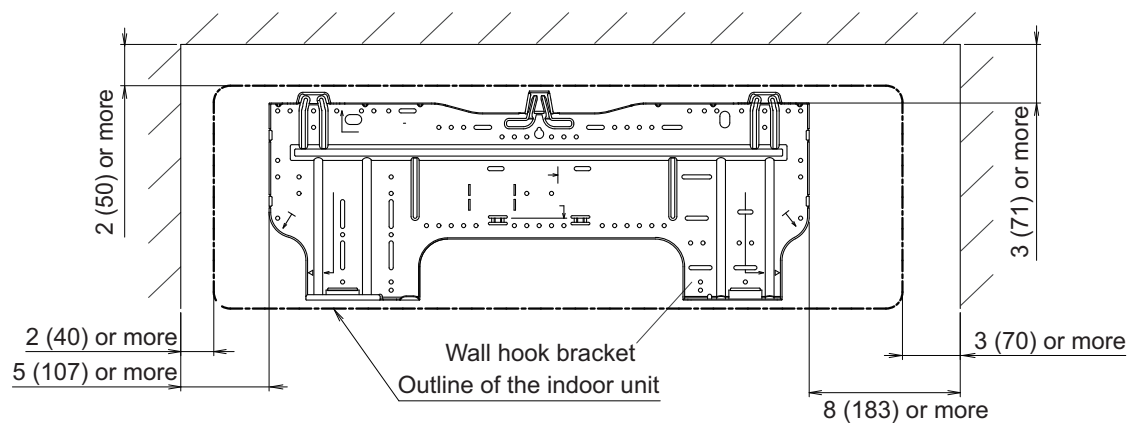 2 (50) or more
3 (71) or more
2 (40) or more
5 (107) or more
Wall hook bracket
Outline of the indoor unit
3 (70) or more
8 (183) or more